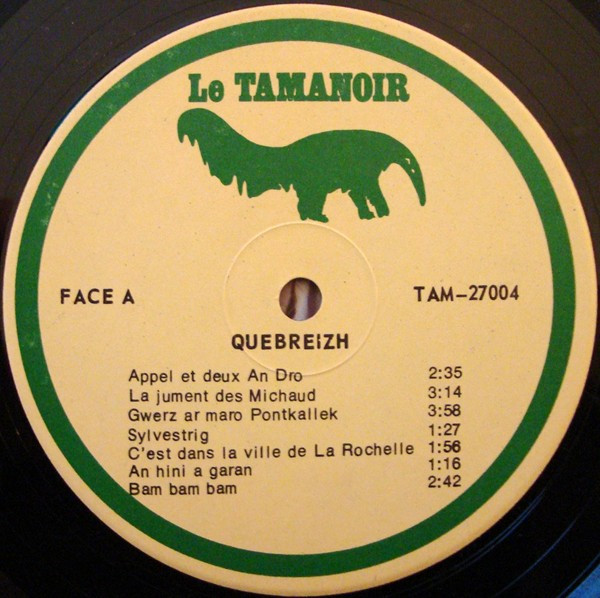 Le TAMANOIR
FACE A
TAM-27004
QUEBREIZH
Appel et deux An Dro 2:35
La jument des Michaud 3:14
Gwerz ar maro Pontkallek 3:58
Sylvestrig 1:27
C'est dans la ville de La Rochelle 1:56
An hini a garan 1:16
Bam bam bam 2:42